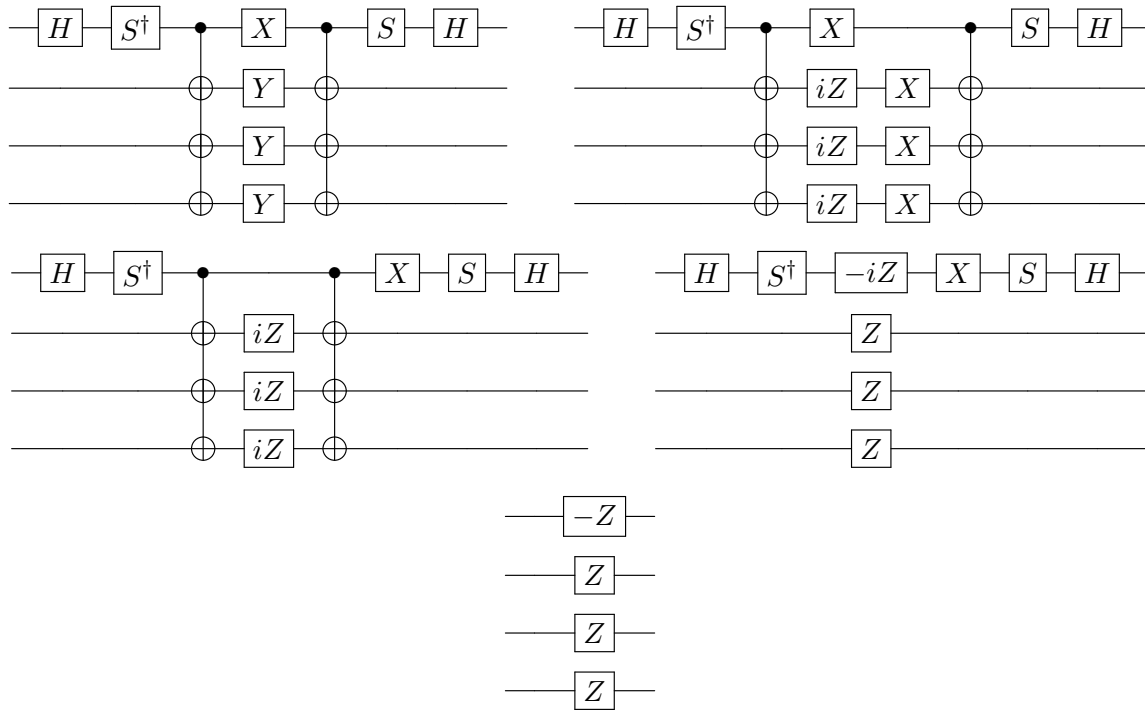 H S† X S H H S† X S H
Y iZ X
Y iZ X
Y iZ X
H S† X S H H S† −iZ X S H
iZ Z
iZ Z
iZ Z
−Z
Z
Z
Z